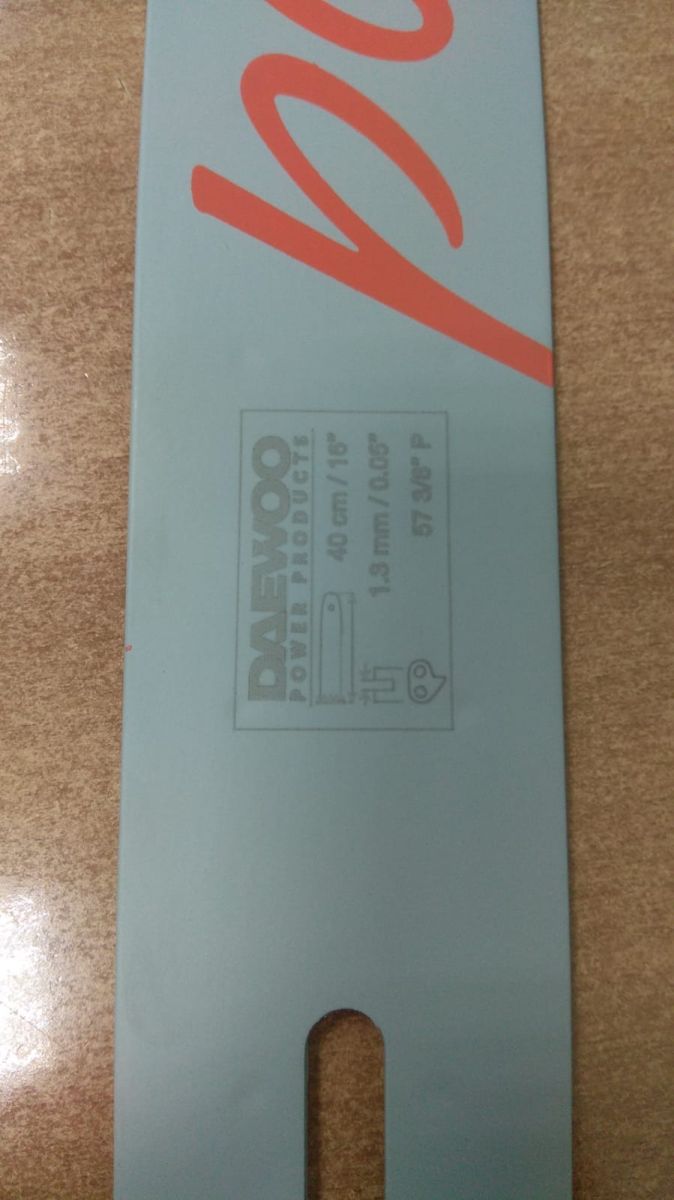 DAEWOO
POWER PRODUCTS
40 cm / 16"
1.3 mm / 0.05"
57 3/8" P